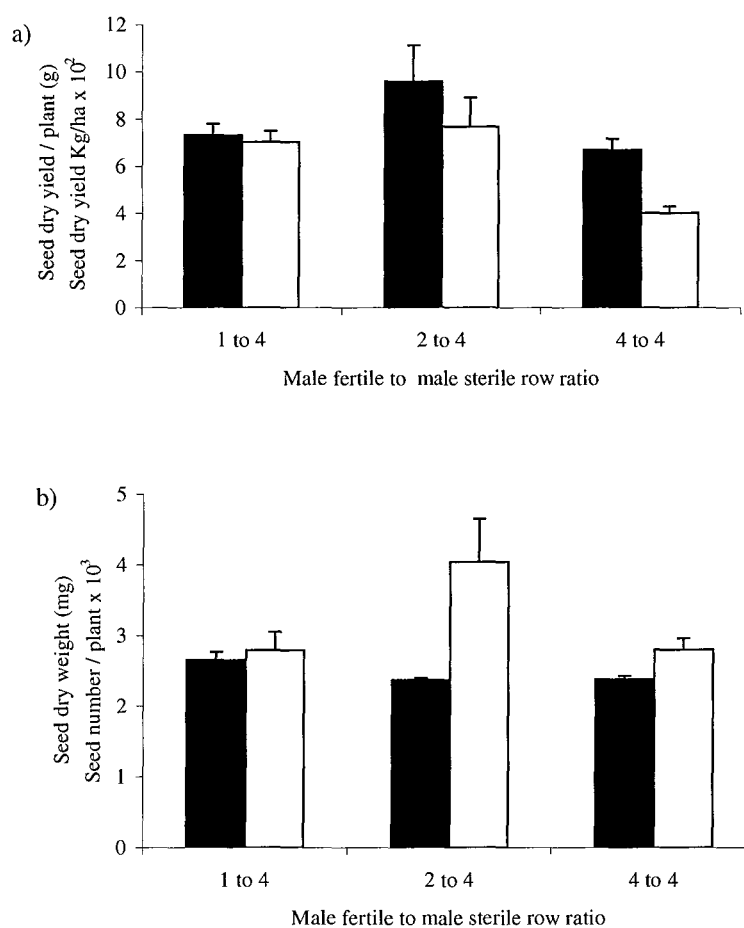 a)
Seed dry yield / plant (g)
Seed dry yield Kg/ha x 10²
12
10
8
6
4
2
0
1 to 4 2 to 4 4 to 4
Male fertile to male sterile row ratio
b)
Seed dry weight (mg)
Seed number / plant x 10³
5
4
3
2
1
0
1 to 4 2 to 4 4 to 4
Male fertile to male sterile row ratio